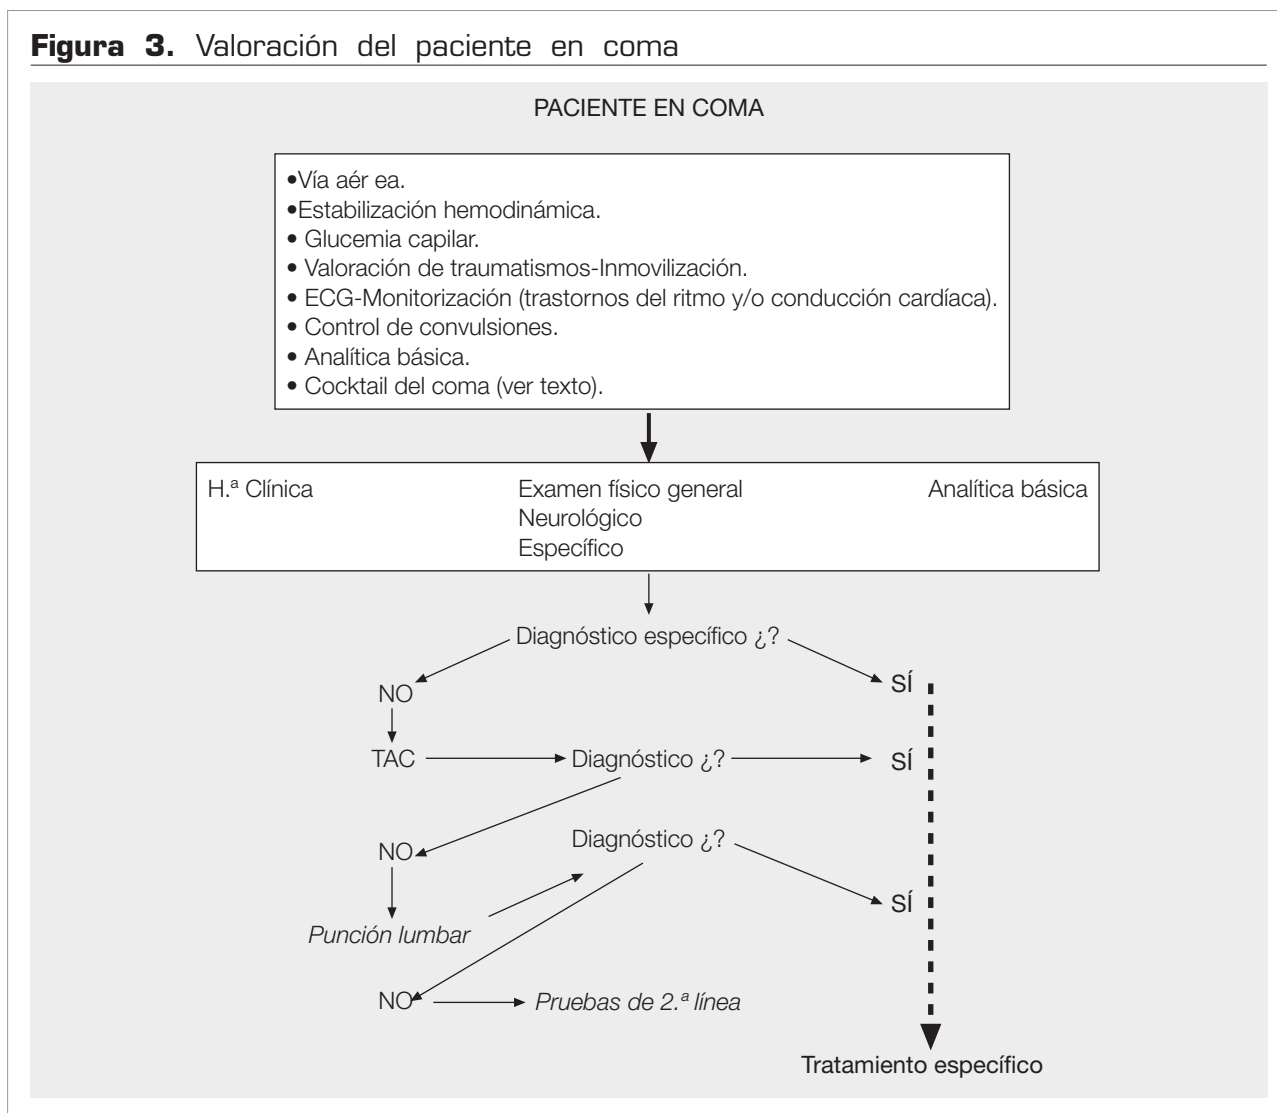 Figura 3. Valoración del paciente en coma
PACIENTE EN COMA
•Vía aér ea.
•Estabilización hemodinámica.
• Glucemia capilar.
• Valoración de traumatismos-Inmovilización.
• ECG-Monitorización (trastornos del ritmo y/o conducción cardíaca).
• Control de convulsiones.
• Analítica básica.
• Cocktail del coma (ver texto).
H.ª Clínica Examen físico general Analítica básica
Neurológico
Específico
Diagnóstico específico ¿?
NO SÍ
TAC Diagnóstico ¿? SÍ
Diagnóstico ¿?
NO
SÍ
Punción lumbar
NO Pruebas de 2.ª línea
Tratamiento específico